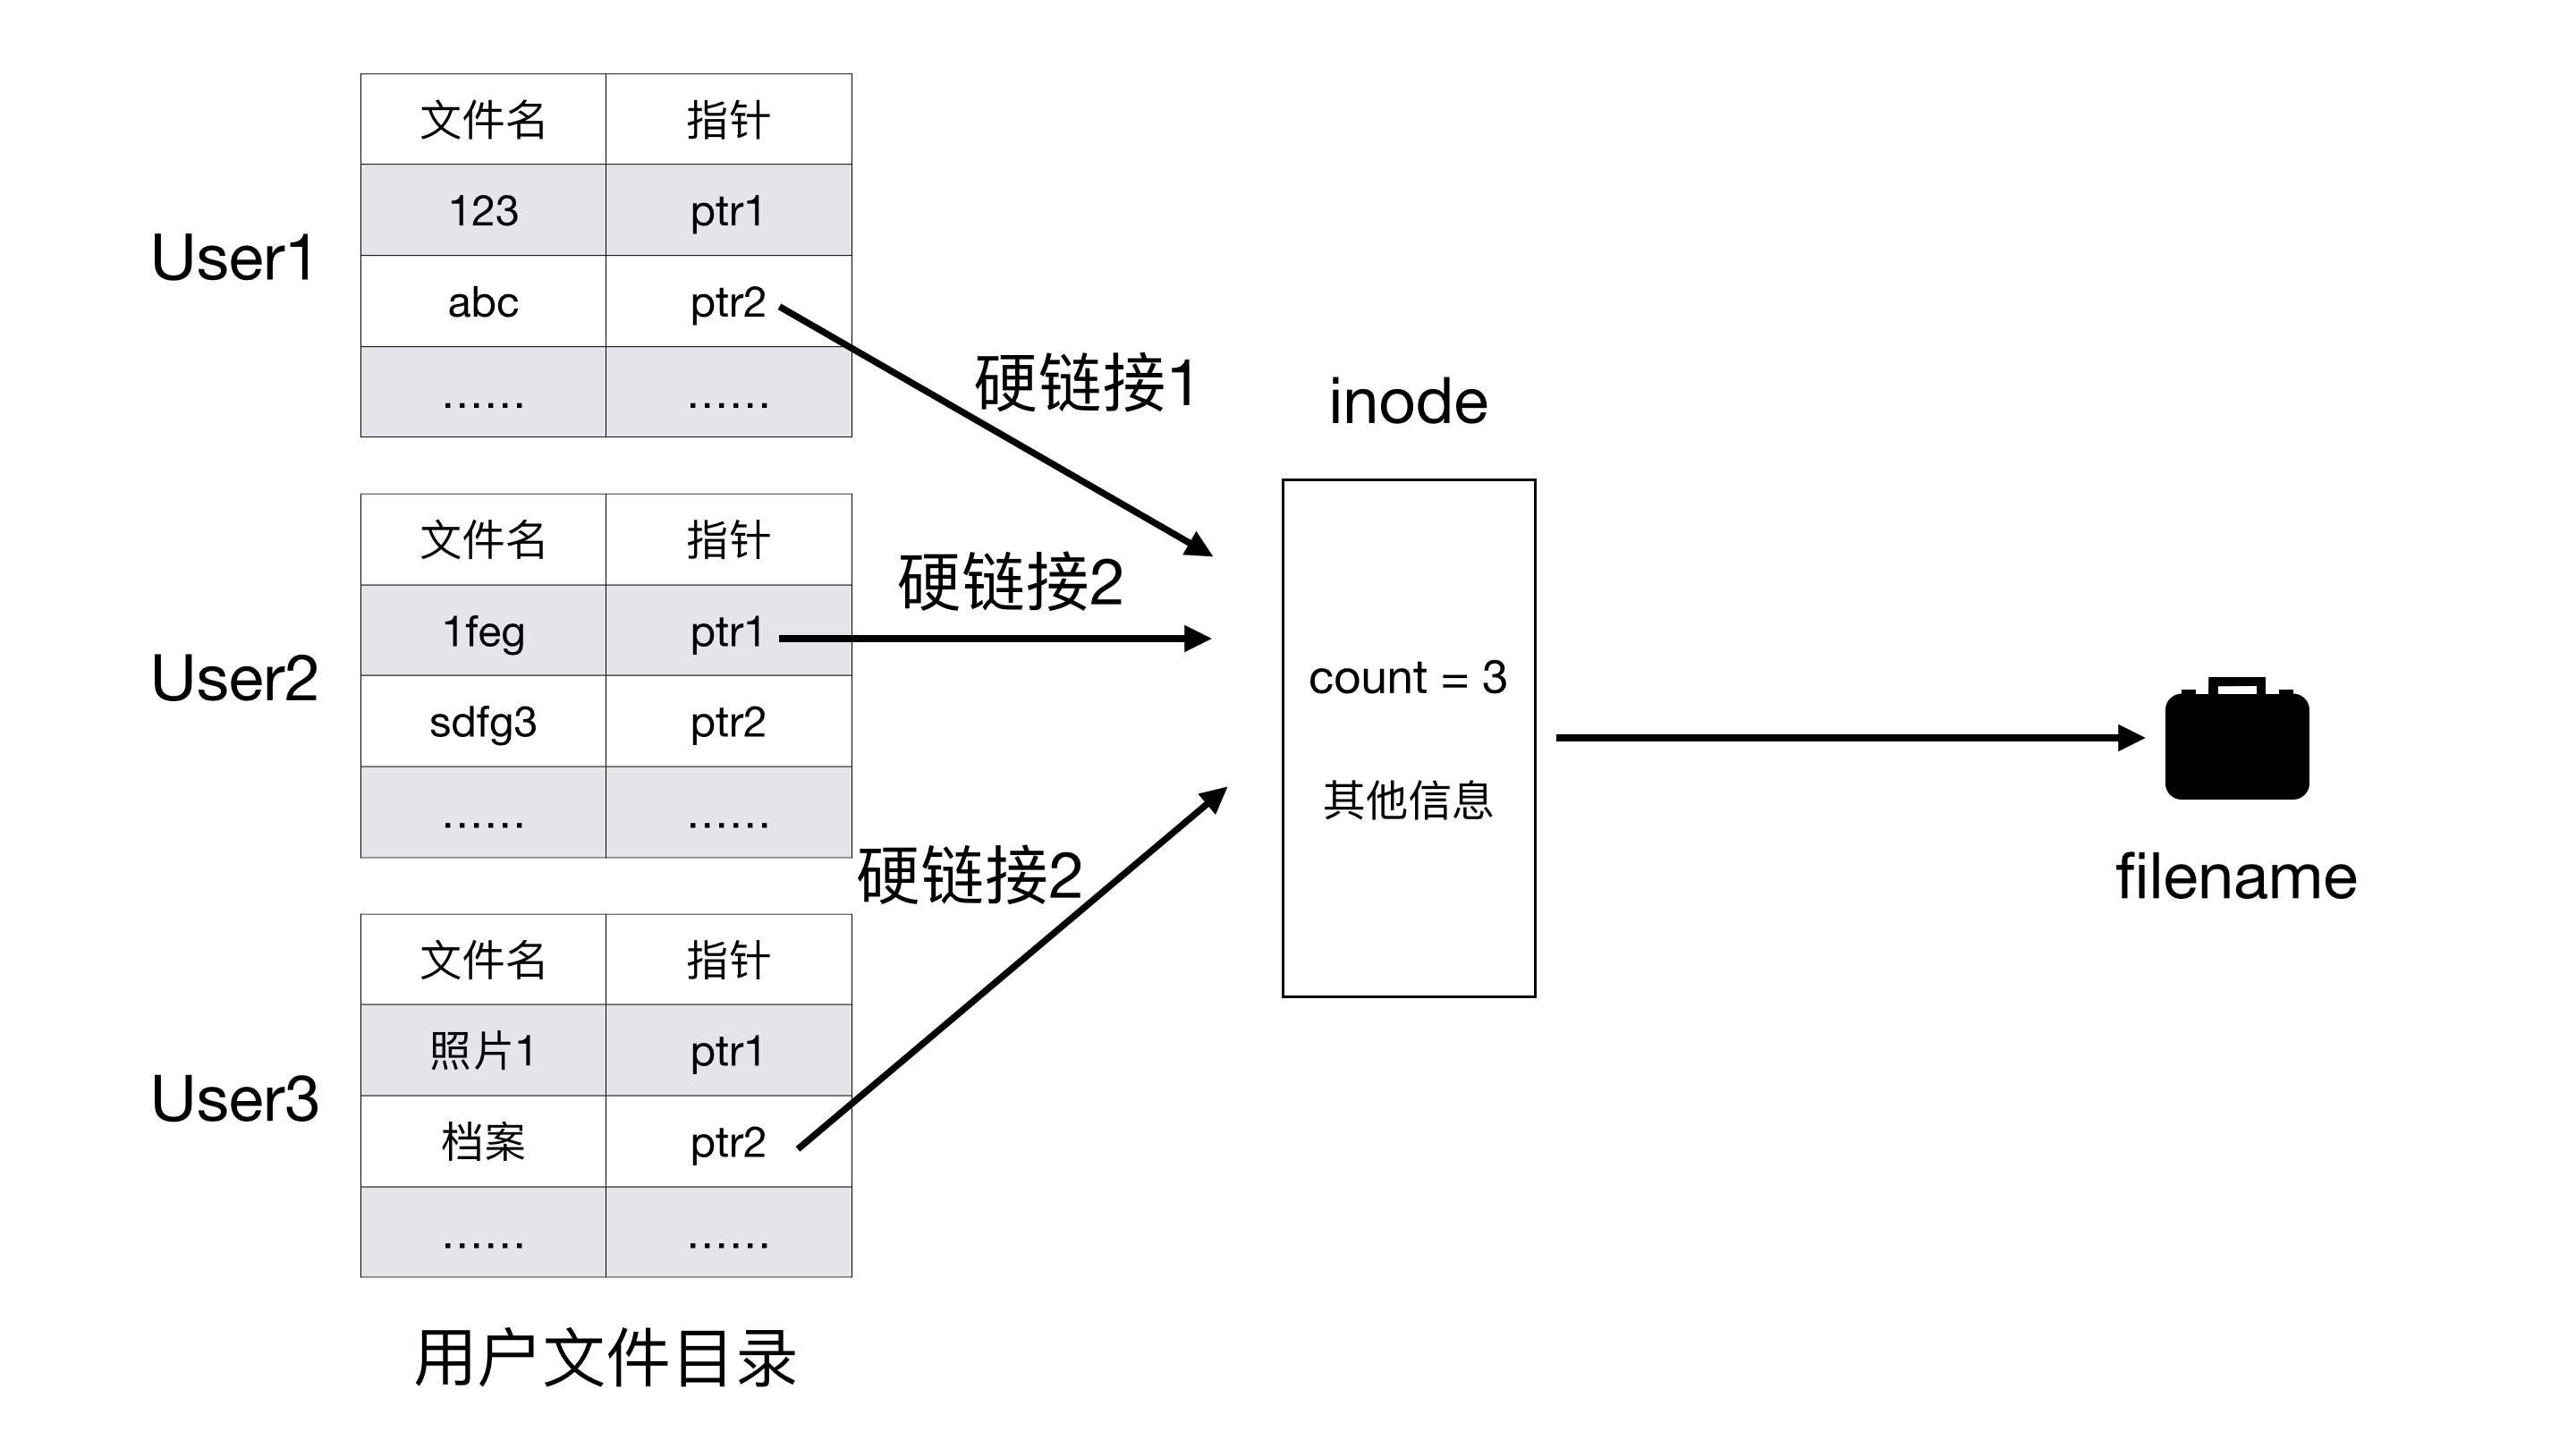 User1
文件名 指针
123 ptr1
abc ptr2
...... ......
硬链接1
User2
文件名 指针
1feg ptr1
sdfg3 ptr2
...... ......
硬链接2
User3
文件名 指针
照片1 ptr1
档案 ptr2
...... ......
硬链接2
用户文件目录
inode
count = 3
其他信息
filename